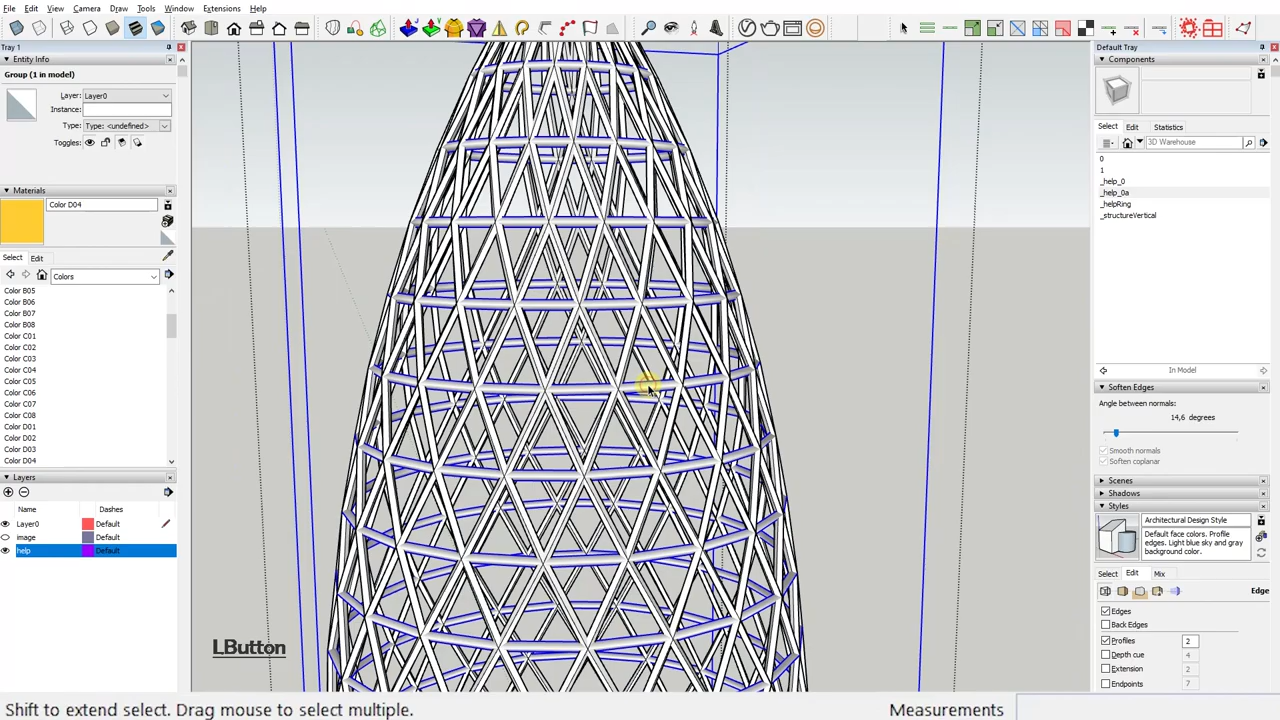 File Edit View Camera Draw Tools Window Extensions Help
Tray 1
Entity Info
Group (1 in model)
Layer: Layer0
Instance:
Type: Type: <undefined>
Toggles:
Materials
Color D04
Select Edit
Colors
Color B05
Color B06
Color B07
Color B08
Color C01
Color C02
Color C03
Color C04
Color C05
Color C06
Color C07
Color C08
Color D01
Color D02
Color D03
Color D04
Layers
Name Dashes
Layer0 Default
image Default
help Default
LButton
Default Tray
Components
Select Edit Statistics
3D Warehouse
0
1
_help_0
_help_0a
_helpRing
_structureVertical
In Model
Soften Edges
Angle between normals:
14,6 degrees
Smooth normals
Soften coplanar
Scenes
Shadows
Styles
Architectural Design Style
Default face colors. Profile
edges. Light blue sky and gray
background color.
Select Edit Mix
Edge
Edges
Back Edges
Profiles 2
Depth cue 4
Extension 2
Endpoints 7
Shift to extend select. Drag mouse to select multiple. Measurements